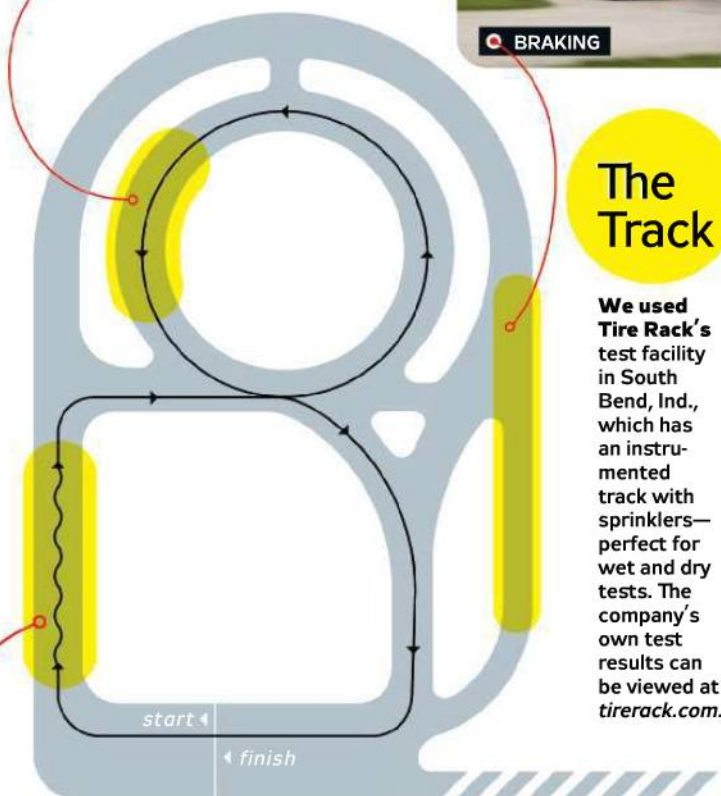 BRAKING
The
Track
We used
Tire Rack's
test facility
in South
Bend, Ind.,
which has
an instru-
mented
track with
sprinklers—
perfect for
wet and dry
tests. The
company's
own test
results can
be viewed at
tirerack.com.
start
finish